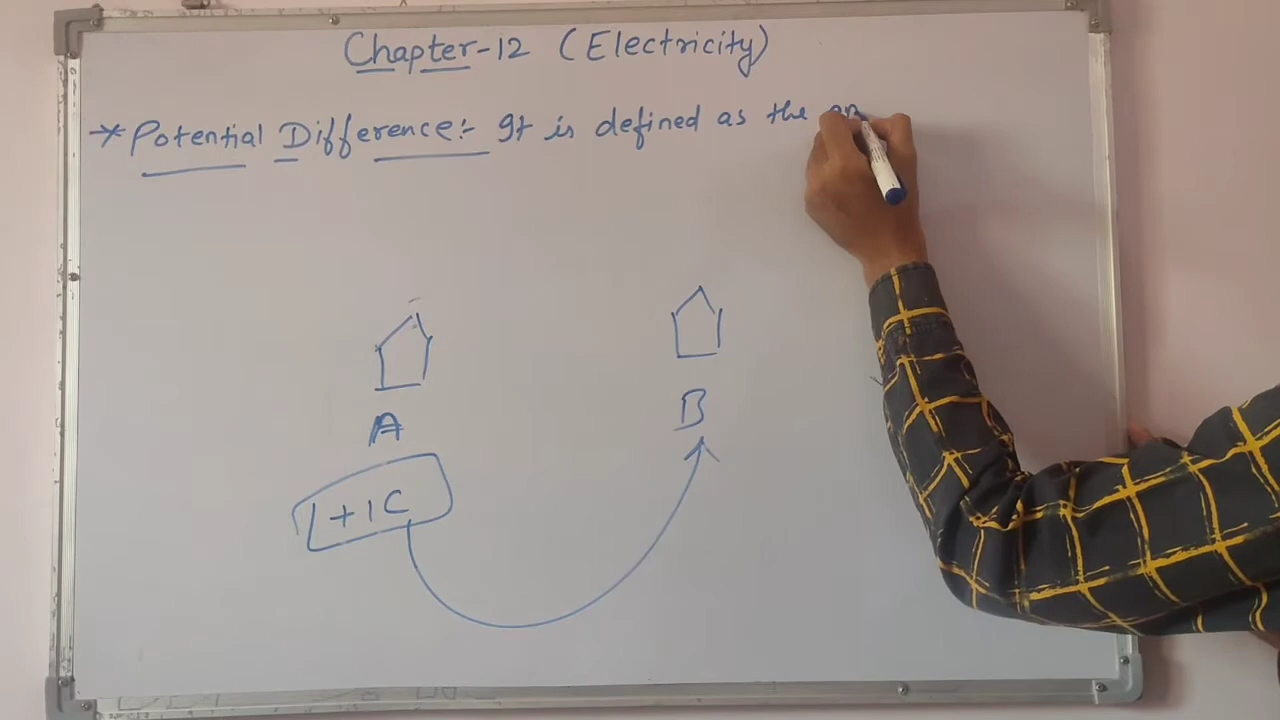 Chapter-12 (Electricity)
* Potential Difference:- It is defined as the
A
B
+1C